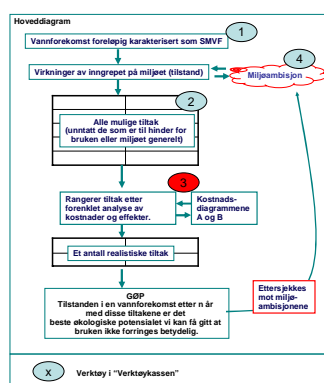 Hoveddiagram
1
Vannforekomst foreløpig karakterisert som SMVF
4
Virkninger av inngrepet på miljøet (tilstand)
Miljøambisjon
2
Alle mulige tiltak
(unntatt de som er til hinder for
bruken eller miljøet generelt)
3
Rangerer tiltak etter
forenklet analyse av
kostnader og effekter.
Kostnads-
diagrammene
A og B
Et antall realistiske tiltak
GØP
Tilstanden i en vannforekomst etter n år
med disse tiltakene er det
beste økologiske potensialet vi kan få gitt at
bruken ikke forringes betydelig.
Ettersjekkes
mot miljø-
ambisjonene
x
Verktøy i "Verktøykassen"